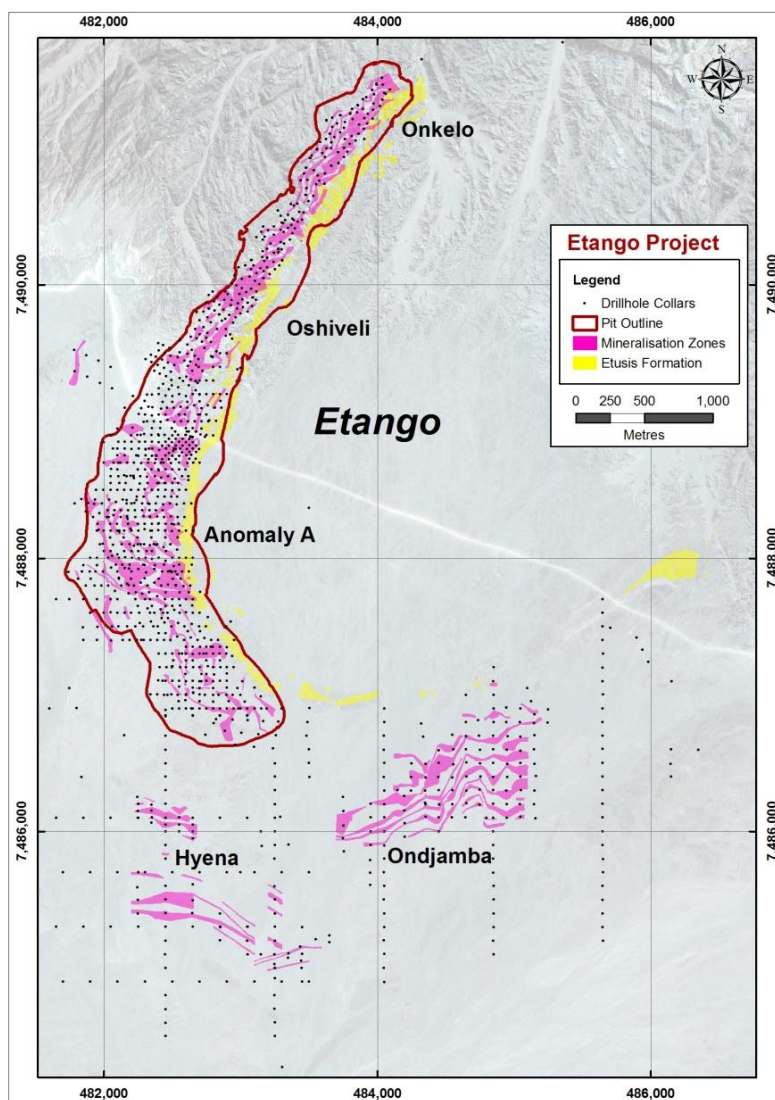 482,000 484,000 486,000
N
W E
S
Onkelo
Etango Project
Legend
Drillhole Collars
Pit Outline
Mineralisation Zones
Etusis Formation
0 250 500 1,000
Metres
7,490,000 7,490,000
Oshiveli
Etango
Anomaly A
7,488,000 7,488,000
7,486,000 7,486,000
Hyena Ondjamba
482,000 484,000 486,000